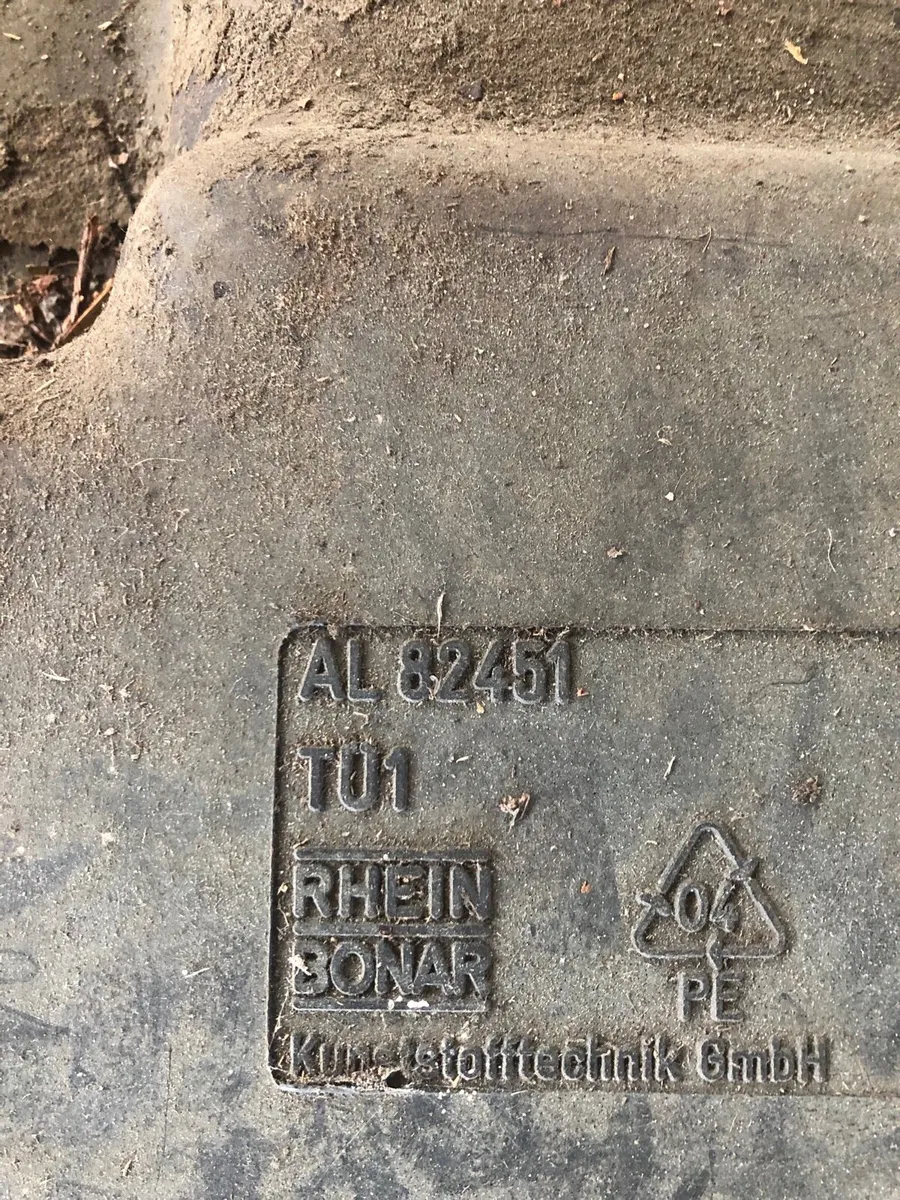 AL 82451
TÜ1
RHEIN
BONAR
Kunststofftechnik GmbH
04
PE